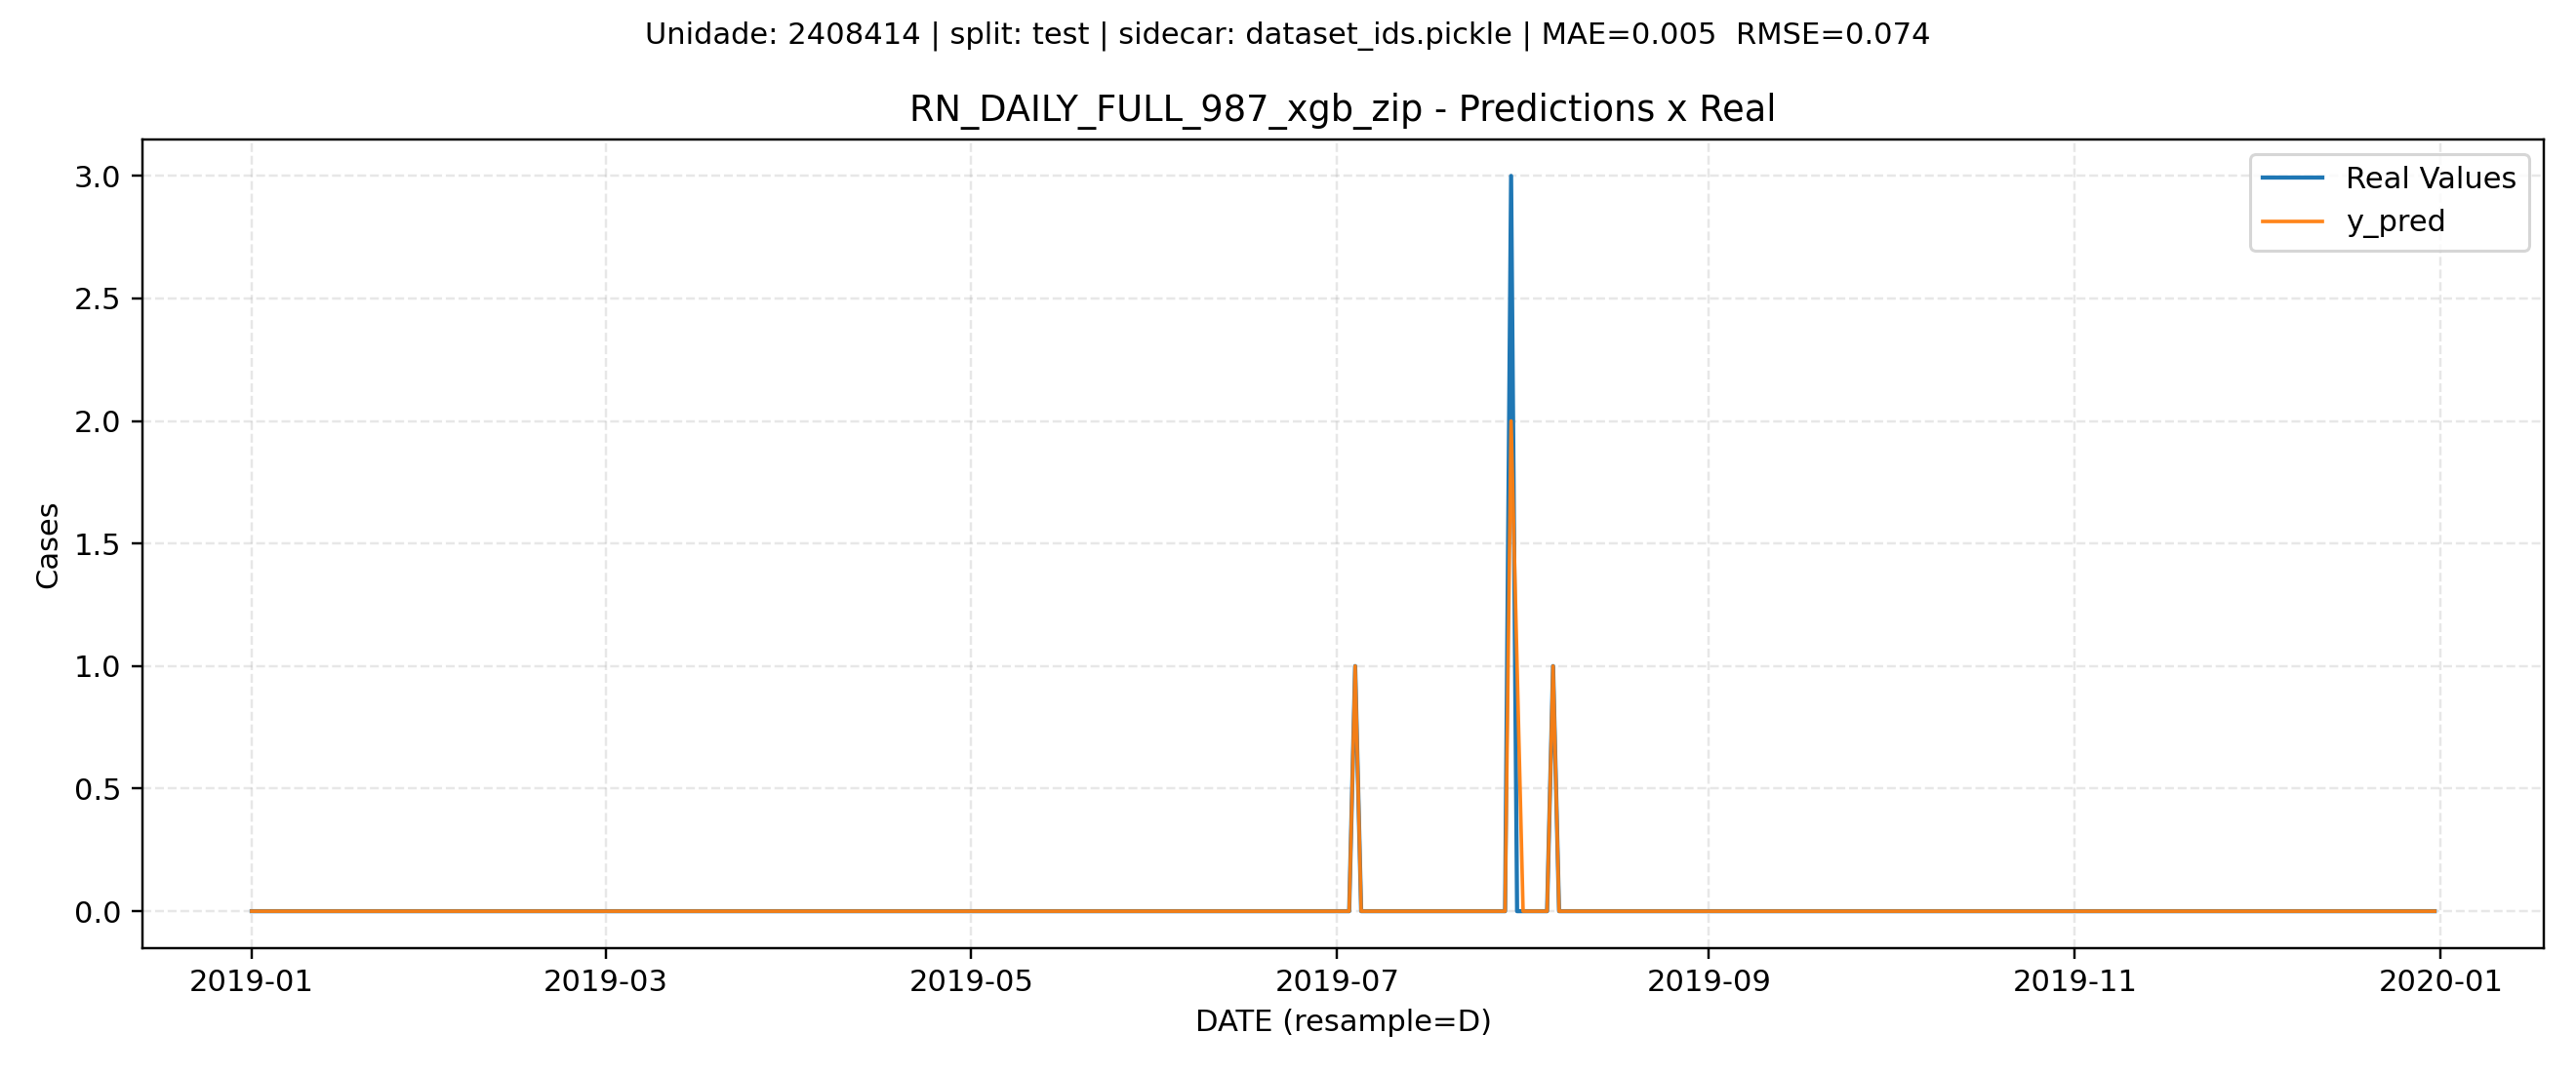 Unidade: 2408414 | split: test | sidecar: dataset_ids.pickle | MAE=0.005  RMSE=0.074
RN_DAILY_FULL_987_xgb_zip - Predictions x Real
Real Values
y_pred
3.0
2.5
2.0
1.5
1.0
0.5
0.0
Cases
2019-01
2019-03
2019-05
2019-07
2019-09
2019-11
2020-01
DATE (resample=D)